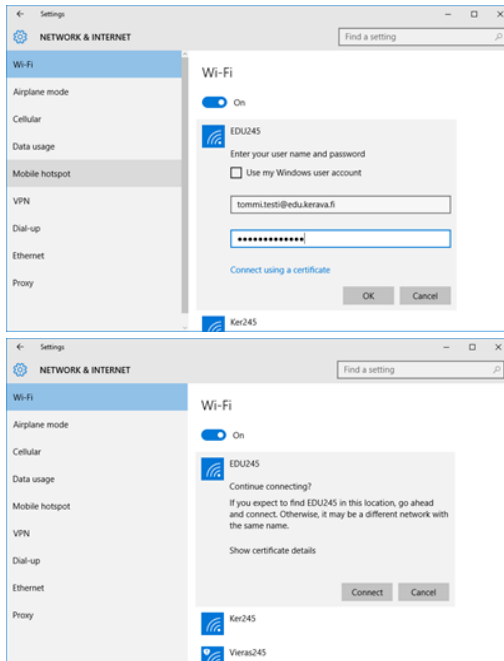 Settings
NETWORK & INTERNET
Find a setting
Wi-Fi
Airplane mode
Cellular
Data usage
Mobile hotspot
VPN
Dial-up
Ethernet
Proxy
Wi-Fi
On
EDU245
Enter your user name and password
Use my Windows user account
tommi.testi@edu.kerava.fi
•••••••••••••
Connect using a certificate
OK Cancel
Ker245
Settings
NETWORK & INTERNET
Find a setting
Wi-Fi
Airplane mode
Cellular
Data usage
Mobile hotspot
VPN
Dial-up
Ethernet
Proxy
Wi-Fi
On
EDU245
Continue connecting?
If you expect to find EDU245 in this location, go ahead
and connect. Otherwise, it may be a different network with
the same name.
Show certificate details
Connect Cancel
Ker245
Vieras245